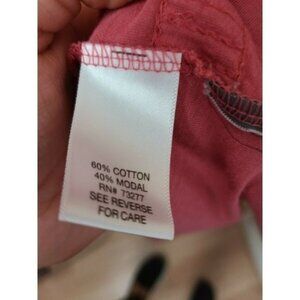 60% COTTON
40% MODAL
RN# 73277
SEE REVERSE
FOR CARE